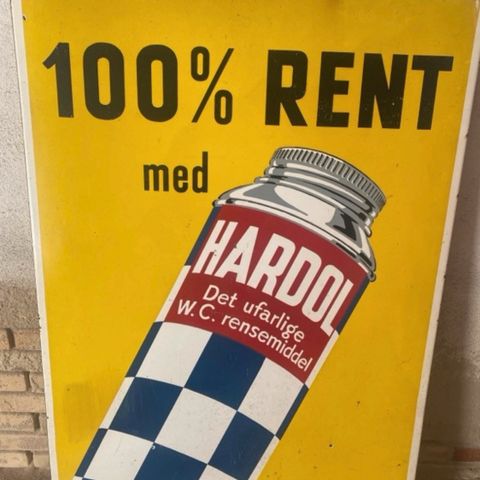 100% RENT
med
HARDOL
Det ufarlige
W.C. rensemiddel